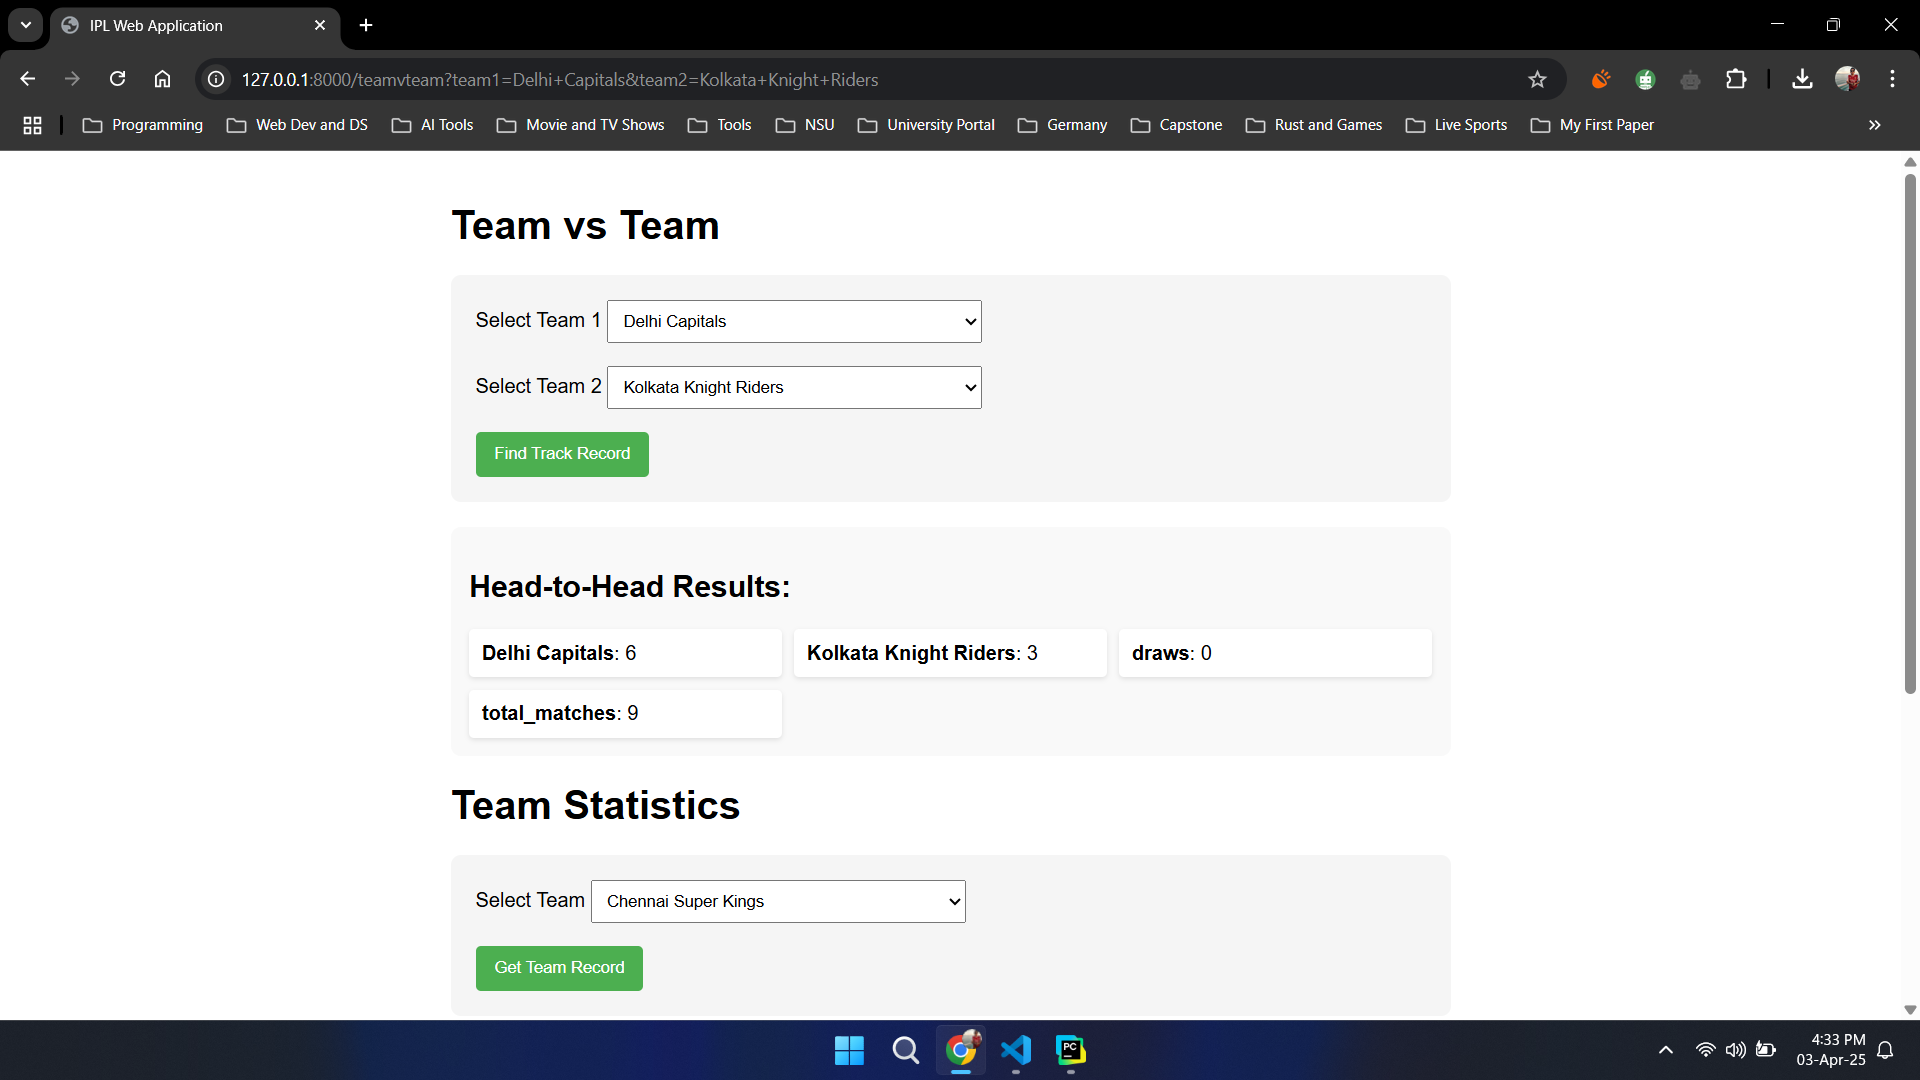 IPL Web Application
127.0.0.1:8000/teamvteam?team1=Delhi+Capitals&team2=Kolkata+Knight+Riders
Programming Web Dev and DS AI Tools Movie and TV Shows Tools NSU University Portal Germany Capstone Rust and Games Live Sports My First Paper
Team vs Team
Select Team 1 Delhi Capitals
Select Team 2 Kolkata Knight Riders
Find Track Record
Head-to-Head Results:
Delhi Capitals: 6 Kolkata Knight Riders: 3 draws: 0
total_matches: 9
Team Statistics
Select Team Chennai Super Kings
Get Team Record
PC
4:33 PM
03-Apr-25